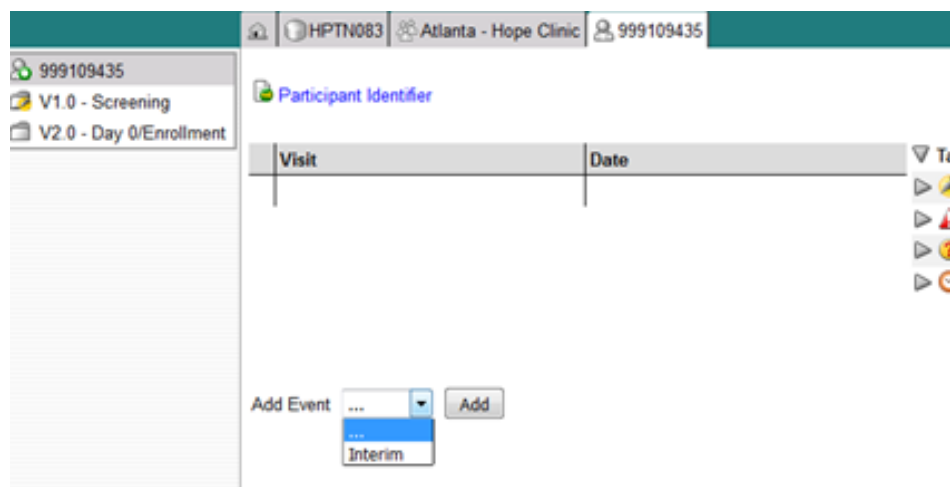 HPTN083 Atlanta - Hope Clinic 999109435
999109435
V1.0 - Screening
V2.0 - Day 0/Enrollment
Participant Identifier
Visit Date
Add Event ... Add
...
Interim